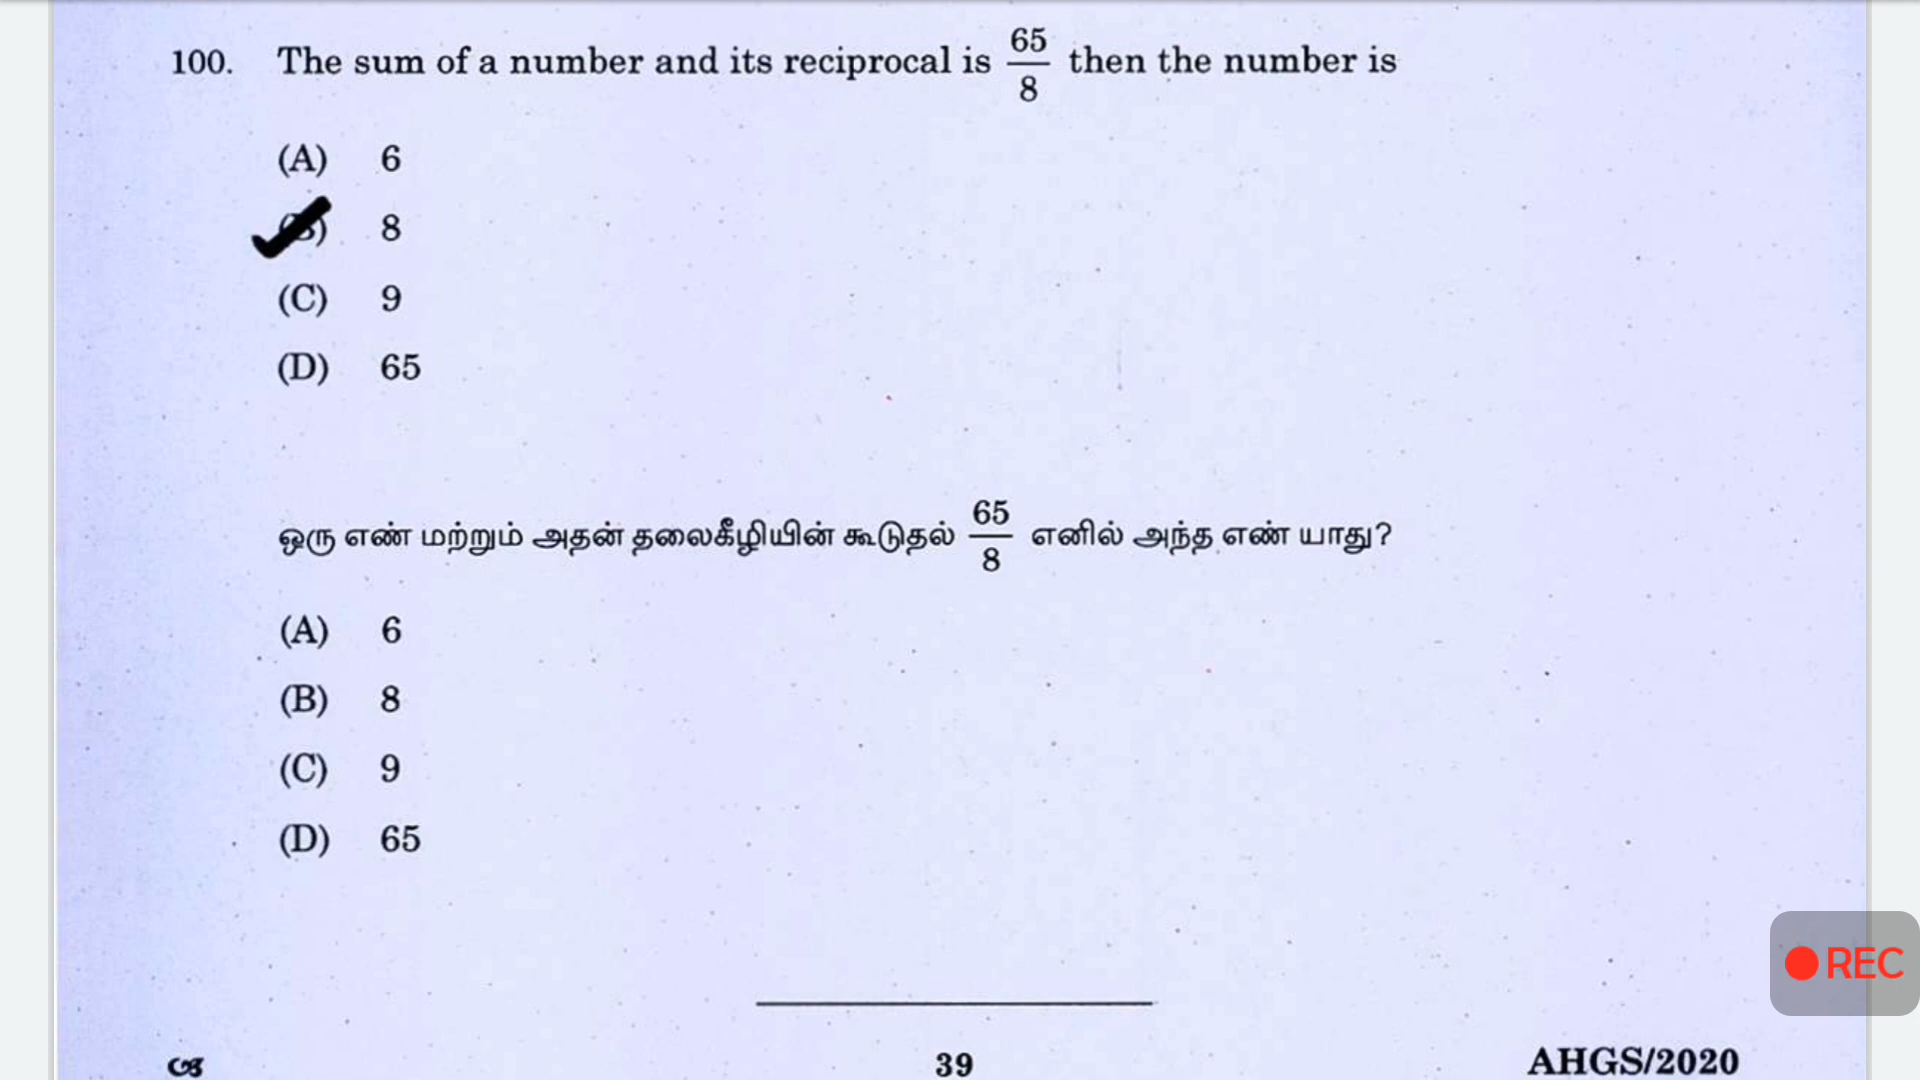 100. The sum of a number and its reciprocal is 65/8 then the number is
(A) 6
(B) 8
(C) 9
(D) 65
ஒரு எண் மற்றும் அதன் தலைகீழியின் கூடுதல் 65/8 எனில் அந்த எண் யாது?
(A) 6
(B) 8
(C) 9
(D) 65
REC
39
AHGS/2020